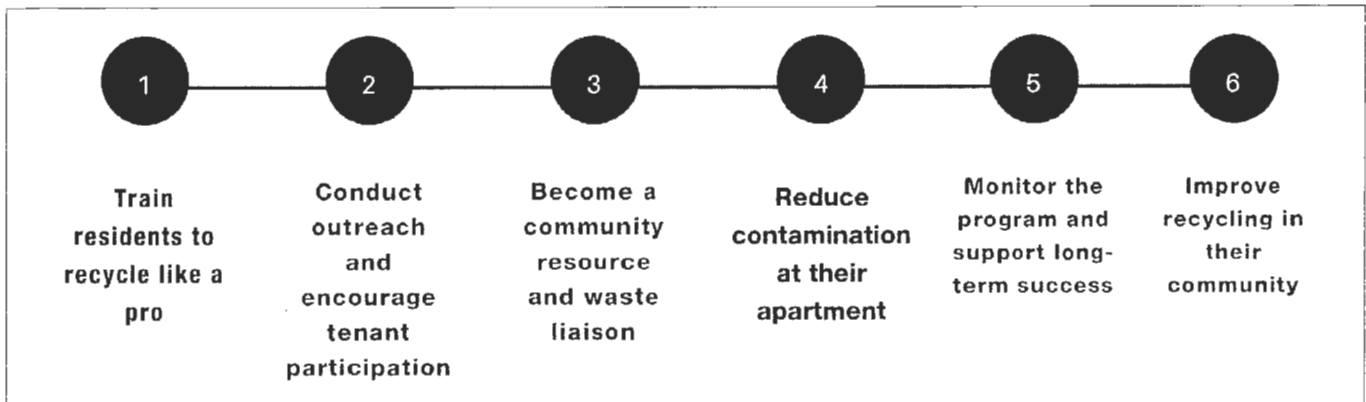 1
2
3
4
5
6
Train
residents to
recycle like a
pro
Conduct
outreach
and
encourage
tenant
participation
Become a
community
resource
and waste
liaison
Reduce
contamination
at their
apartment
Monitor the
program and
support long-
term success
Improve
recycling in
their
community